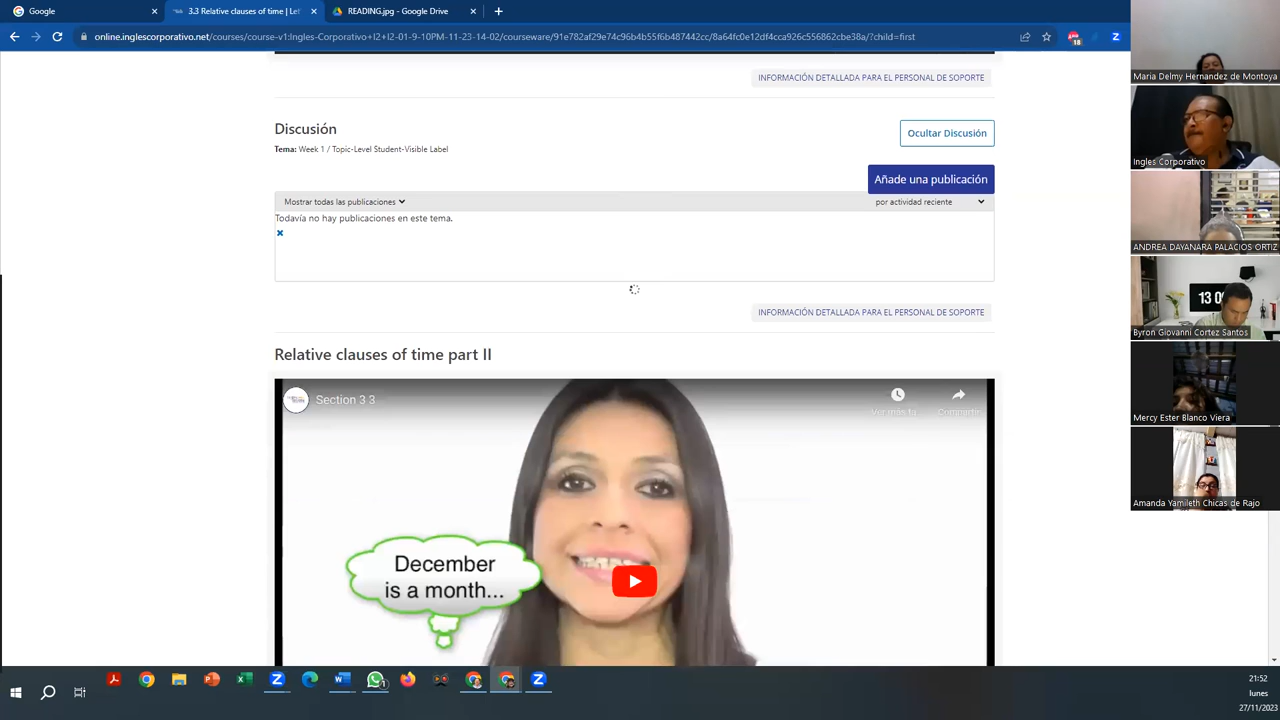 Google
3.3 Relative clauses of time | Le
READING.jpg - Google Drive
online.inglescorporativo.net/courses/course-v1:Ingles-Corporativo+I2+I2-01-9-10PM-11-23-14-02/courseware/91e782af29e74c96b4b55f6b487442cc/8a64fc0e12df4cca926c556862cbe38a/?child=first
18
INFORMACIÓN DETALLADA PARA EL PERSONAL DE SOPORTE
Discusión
Ocultar Discusión
Tema: Week 1 / Topic-Level Student-Visible Label
Añade una publicación
Mostrar todas las publicaciones
por actividad reciente
Todavía no hay publicaciones en este tema.
INFORMACIÓN DETALLADA PARA EL PERSONAL DE SOPORTE
Relative clauses of time part II
Section 3 3
Ver más ta...
Compartir
December
is a month...
Maria Delmy Hernandez de Montoya
Ingles Corporativo
ANDREA DAYANARA PALACIOS ORTIZ
13 0
Byron Giovanni Cortez Santos
Mercy Ester Blanco Viera
Amanda Yamileth Chicas de Rajo
21:52
lunes
27/11/2023